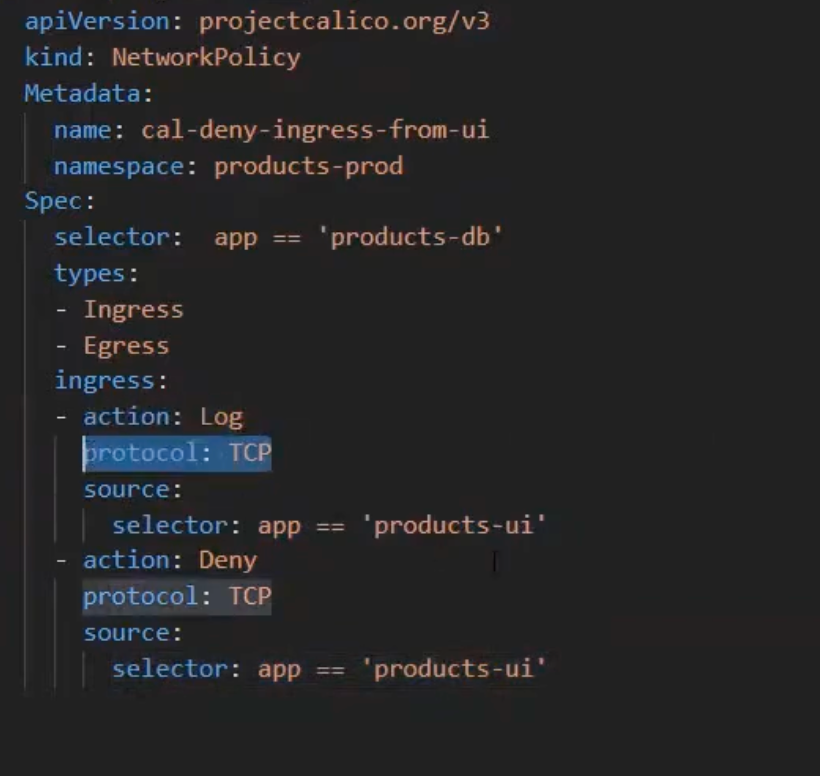 apiVersion: projectcalico.org/v3
kind: NetworkPolicy
Metadata:
  name: cal-deny-ingress-from-ui
  namespace: products-prod
Spec:
  selector:  app == 'products-db'
  types:
  - Ingress
  - Egress
  ingress:
  - action: Log
    protocol: TCP
    source:
      selector: app == 'products-ui'
  - action: Deny
    protocol: TCP
    source:
      selector: app == 'products-ui'